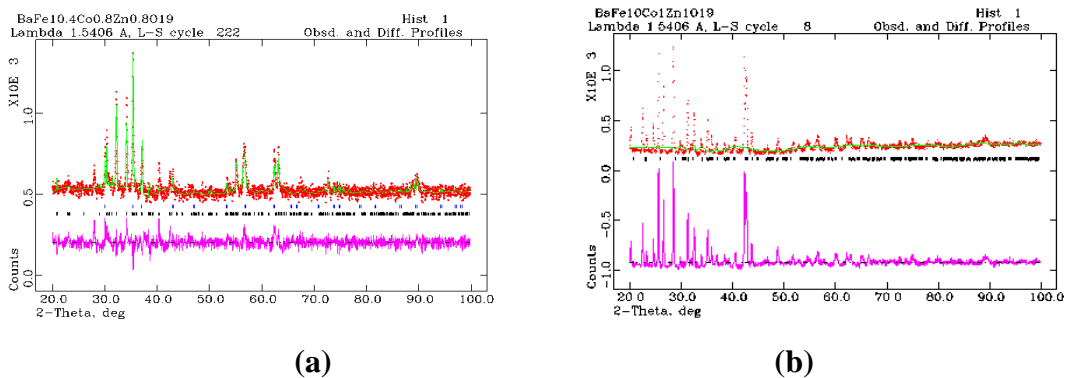 BaFe10.4Co0.8Zn0.8O19 Hist 1
Lambda 1.5406 A, L-S cycle 222 Obsd. and Diff. Profiles
X10E 3
1.0
0.5
0.0
Counts
20.0 30.0 40.0 50.0 60.0 70.0 80.0 90.0 100.0
2-Theta, deg
(a)
BaFe10Co1Zn1O19 Hist 1
Lambda 1.5406 A, L-S cycle 8 Obsd. and Diff. Profiles
X10E 3
1.0
0.5
0.0
-0.5
-1.0
Counts
20.0 30.0 40.0 50.0 60.0 70.0 80.0 90.0 100.0
2-Theta, deg
(b)